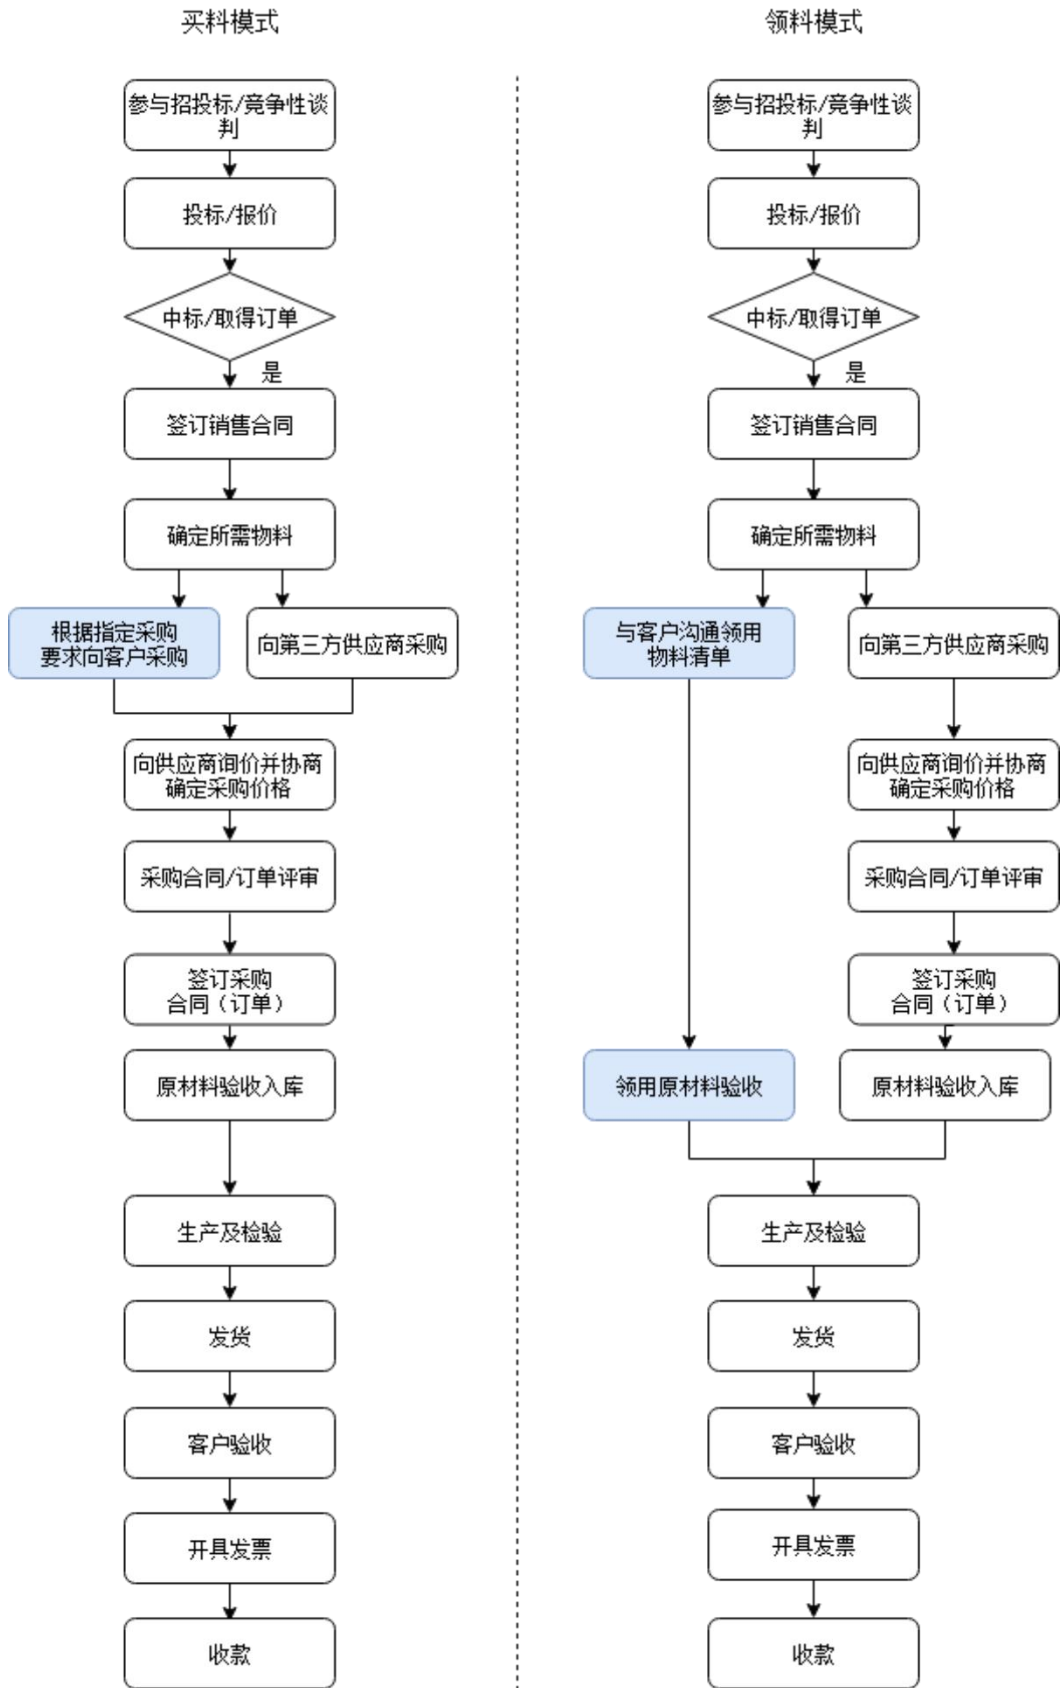 买料模式
参与招投标/竞争性谈
判
投标/报价
中标/取得订单
是
签订销售合同
确定所需物料
根据指定采购
要求向客户采购
向第三方供应商采购
向供应商询价并协商
确定采购价格
采购合同/订单评审
签订采购
合同（订单）
原材料验收入库
生产及检验
发货
客户验收
开具发票
收款
领料模式
参与招投标/竞争性谈
判
投标/报价
中标/取得订单
是
签订销售合同
确定所需物料
与客户沟通领用
物料清单
向第三方供应商采购
向供应商询价并协商
确定采购价格
采购合同/订单评审
签订采购
合同（订单）
领用原材料验收
原材料验收入库
生产及检验
发货
客户验收
开具发票
收款